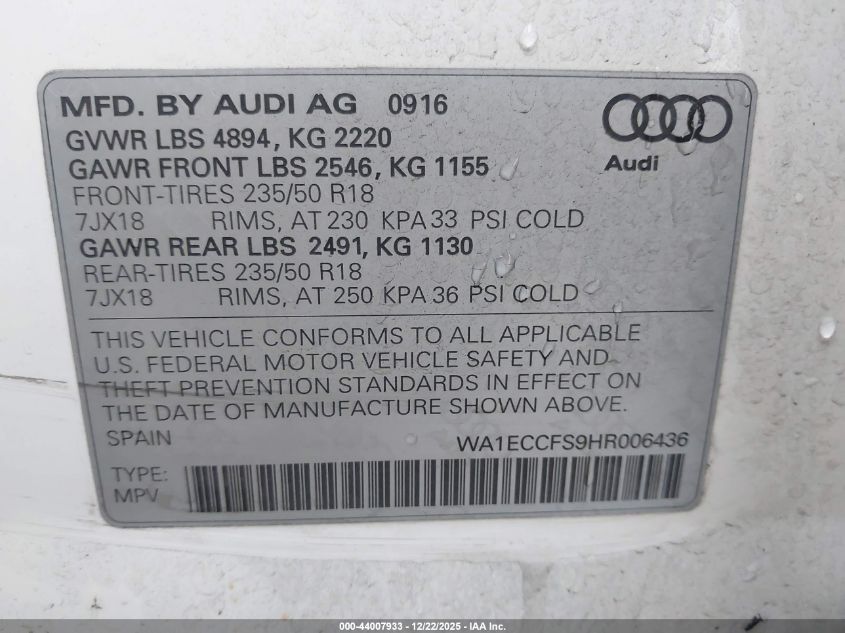 MFD. BY AUDI AG 0916
Audi
GVWR LBS 4894, KG 2220
GAWR FRONT LBS 2546, KG 1155
FRONT-TIRES 235/50 R18
7JX18 RIMS, AT 230 KPA 33 PSI COLD
GAWR REAR LBS 2491, KG 1130
REAR-TIRES 235/50 R18
7JX18 RIMS, AT 250 KPA 36 PSI COLD
THIS VEHICLE CONFORMS TO ALL APPLICABLE
U.S. FEDERAL MOTOR VEHICLE SAFETY AND
THEFT PREVENTION STANDARDS IN EFFECT ON
THE DATE OF MANUFACTURE SHOWN ABOVE.
SPAIN WA1ECCFS9HR006436
TYPE:
MPV
000-44007933 - 12/22/2025 - IAA Inc.